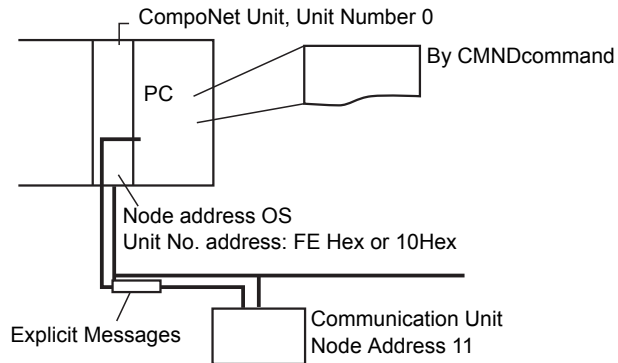 CompoNet Unit, Unit Number 0
By CMNDcommand
PC
Node address OS
Unit No. address: FE Hex or 10Hex
Explicit Messages
Communication Unit
Node Address 11